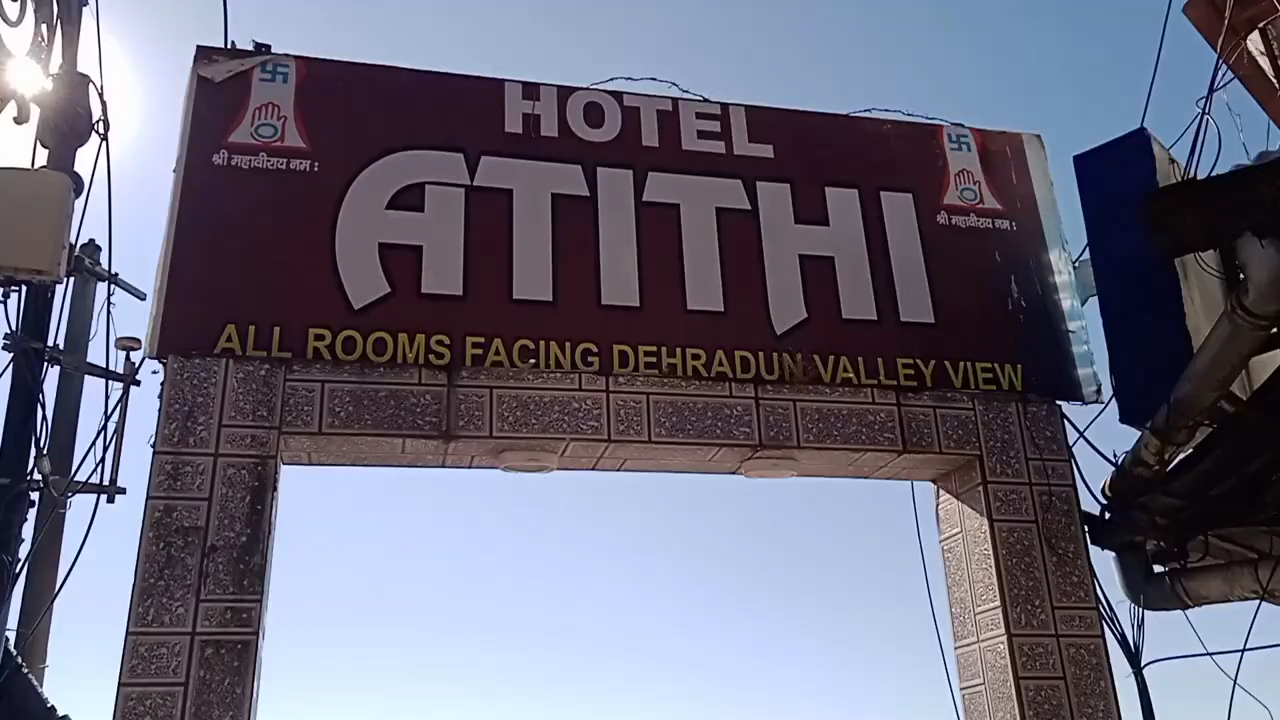 HOTEL
ATITHI
ALL ROOMS FACING DEHRADUN VALLEY VIEW
श्री महावीराय नम :
श्री महावीराय नम :